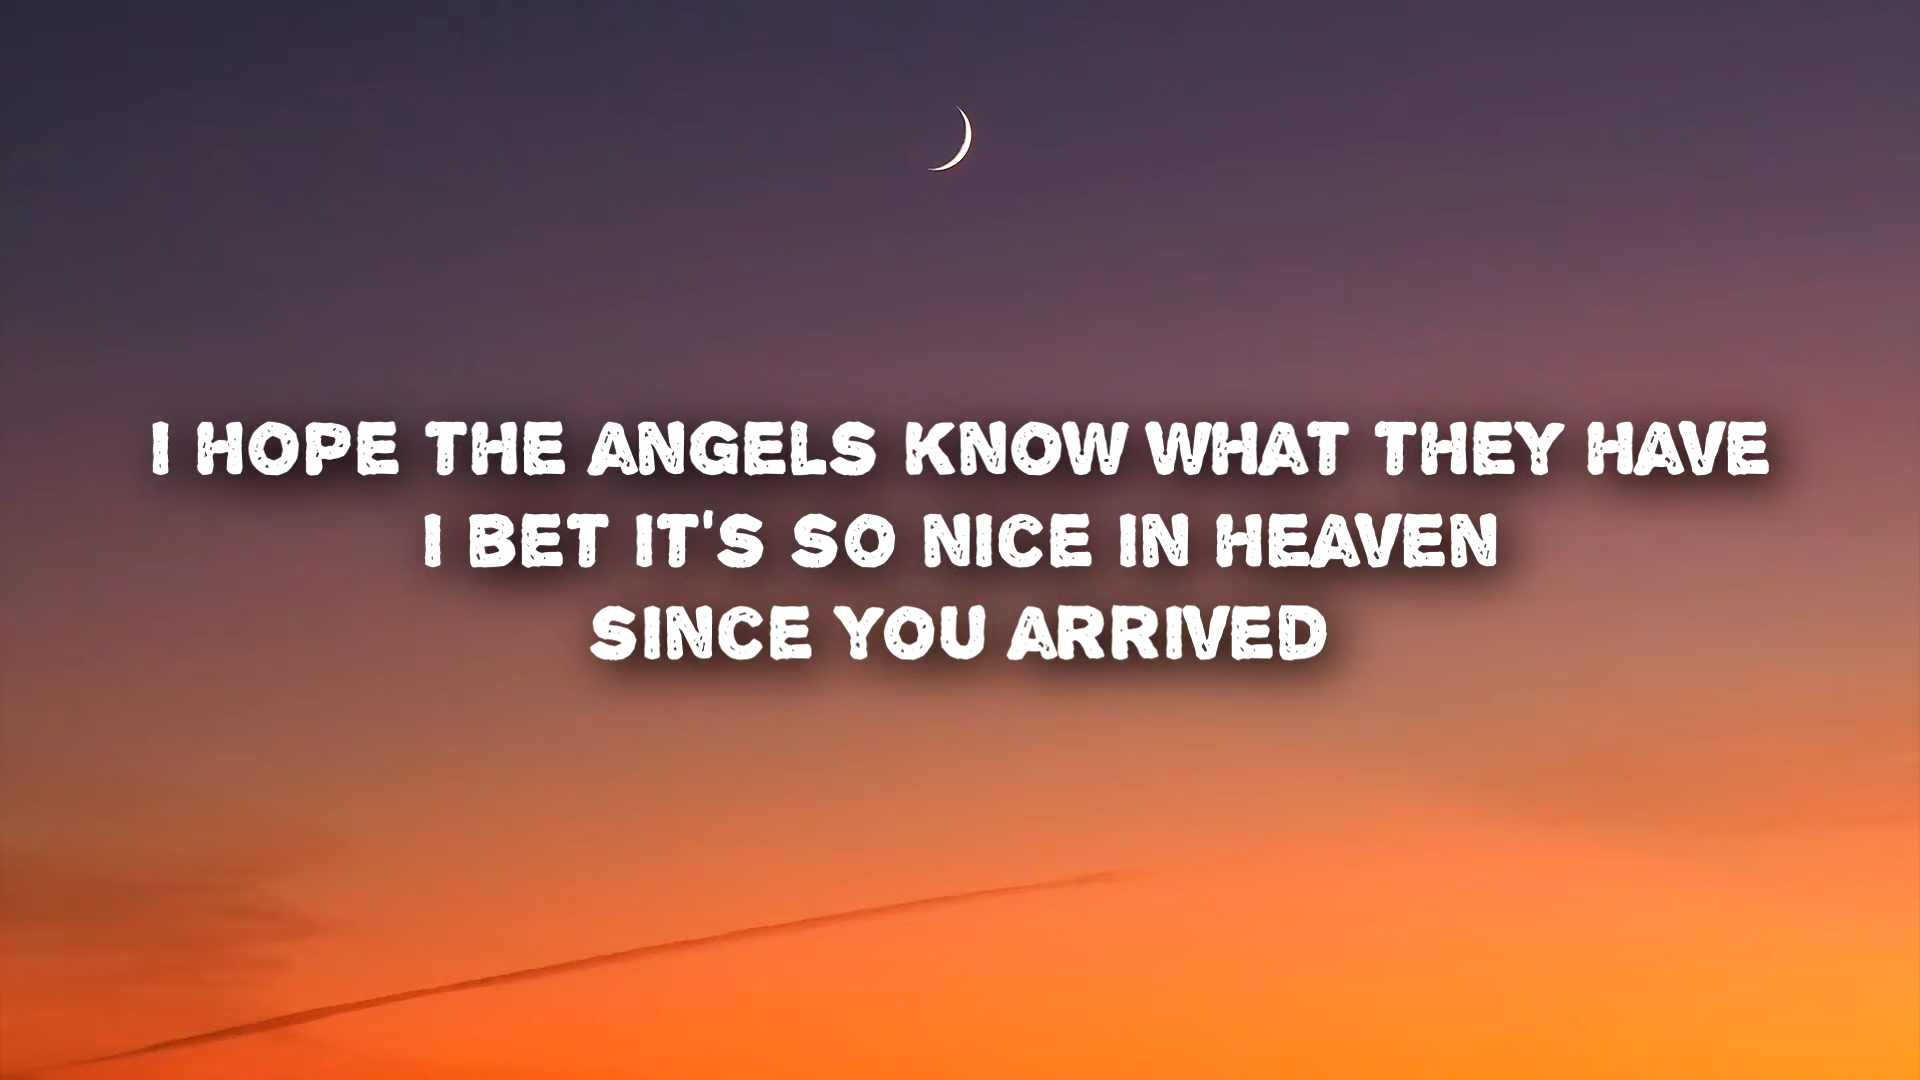 I HOPE THE ANGELS KNOW WHAT THEY HAVE
I BET IT'S SO NICE IN HEAVEN
SINCE YOU ARRIVED